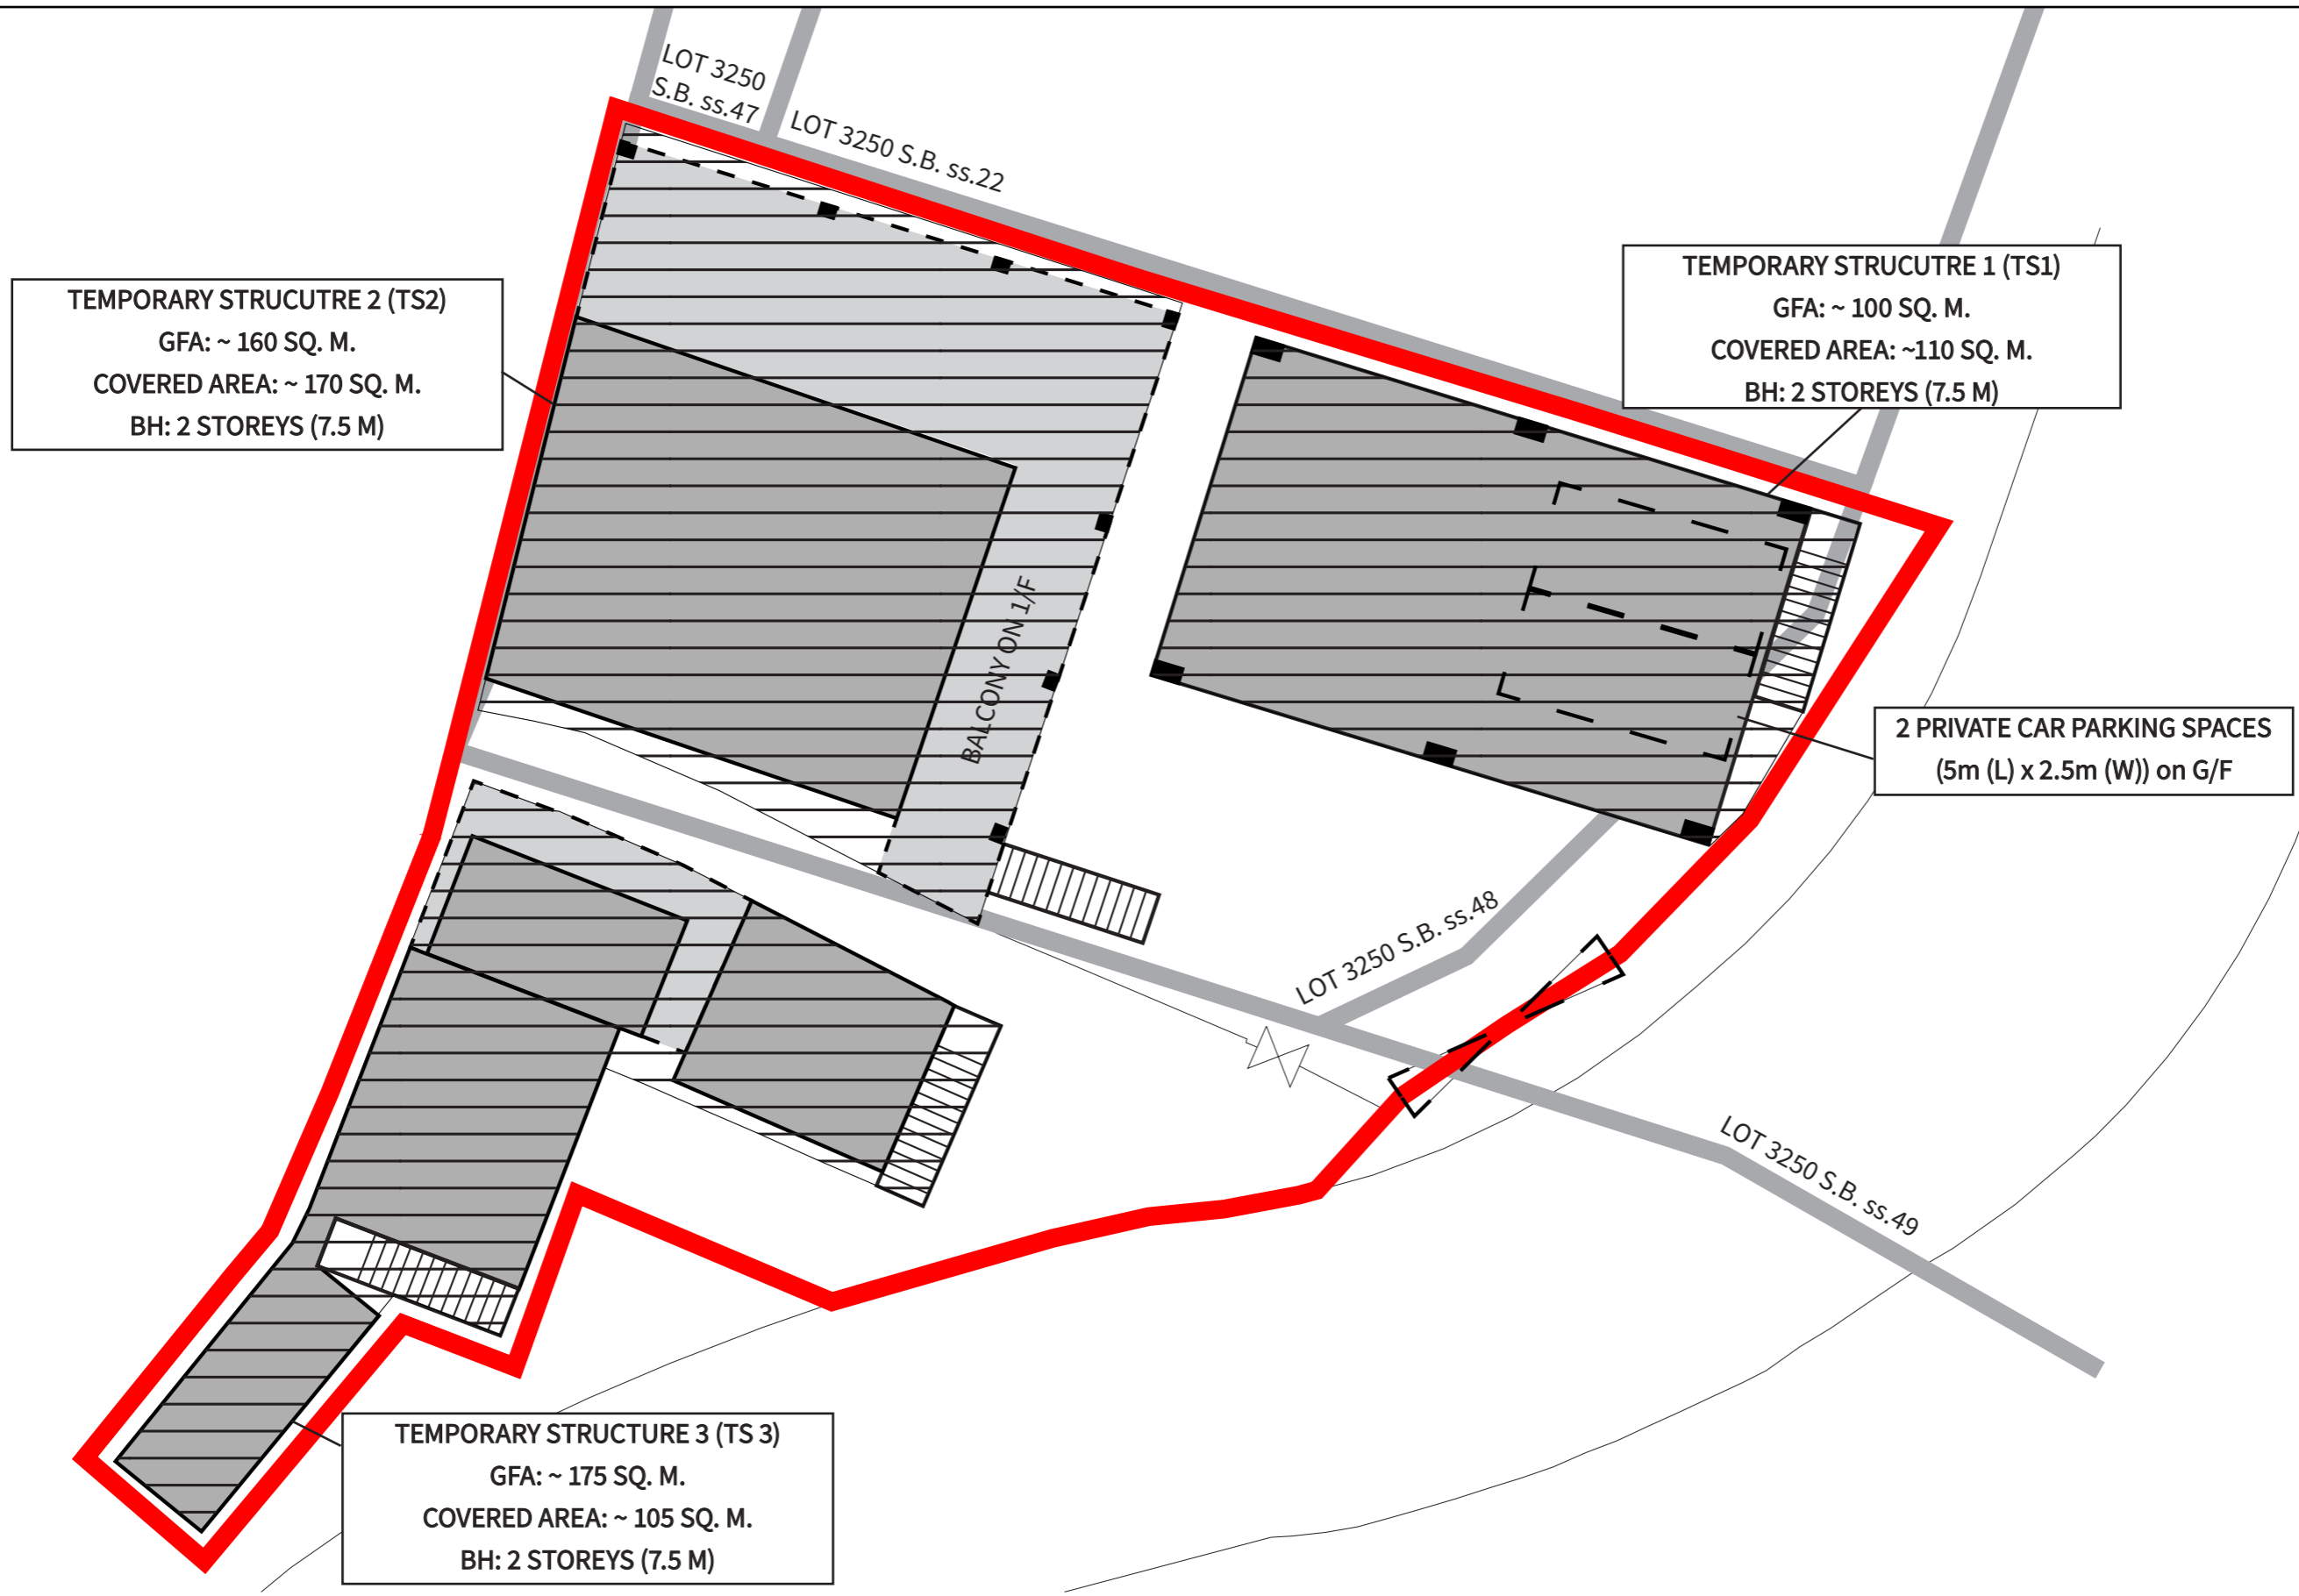 LOT 3250
S.B. ss.47
LOT 3250 S.B. ss.22
TEMPORARY STRUCUTRE 1 (TS1)
GFA: ~ 100 SQ. M.
COVERED AREA: ~110 SQ. M.
BH: 2 STOREYS (7.5 M)
TEMPORARY STRUCUTRE 2 (TS2)
GFA: ~ 160 SQ. M.
COVERED AREA: ~ 170 SQ. M.
BH: 2 STOREYS (7.5 M)
BALCONY ON 1/F
2 PRIVATE CAR PARKING SPACES
(5m (L) x 2.5m (W)) on G/F
LOT 3250 S.B. ss.48
LOT 3250 S.B. ss.49
TEMPORARY STRUCTURE 3 (TS 3)
GFA: ~ 175 SQ. M.
COVERED AREA: ~ 105 SQ. M.
BH: 2 STOREYS (7.5 M)